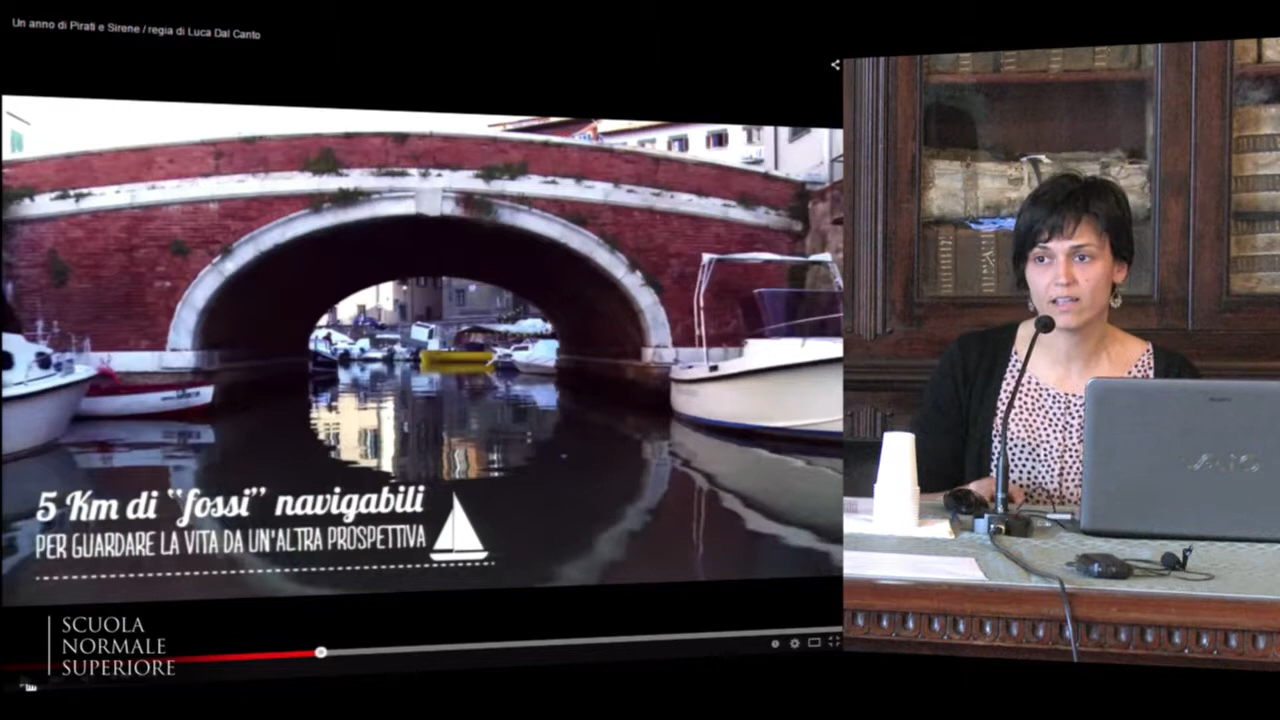 Un anno di Pirati e Sirene / regia di Luca Dal Canto
5 Km di "fossi" navigabili
PER GUARDARE LA VITA DA UN'ALTRA PROSPETTIVA
SCUOLA
NORMALE
SUPERIORE
VAIO